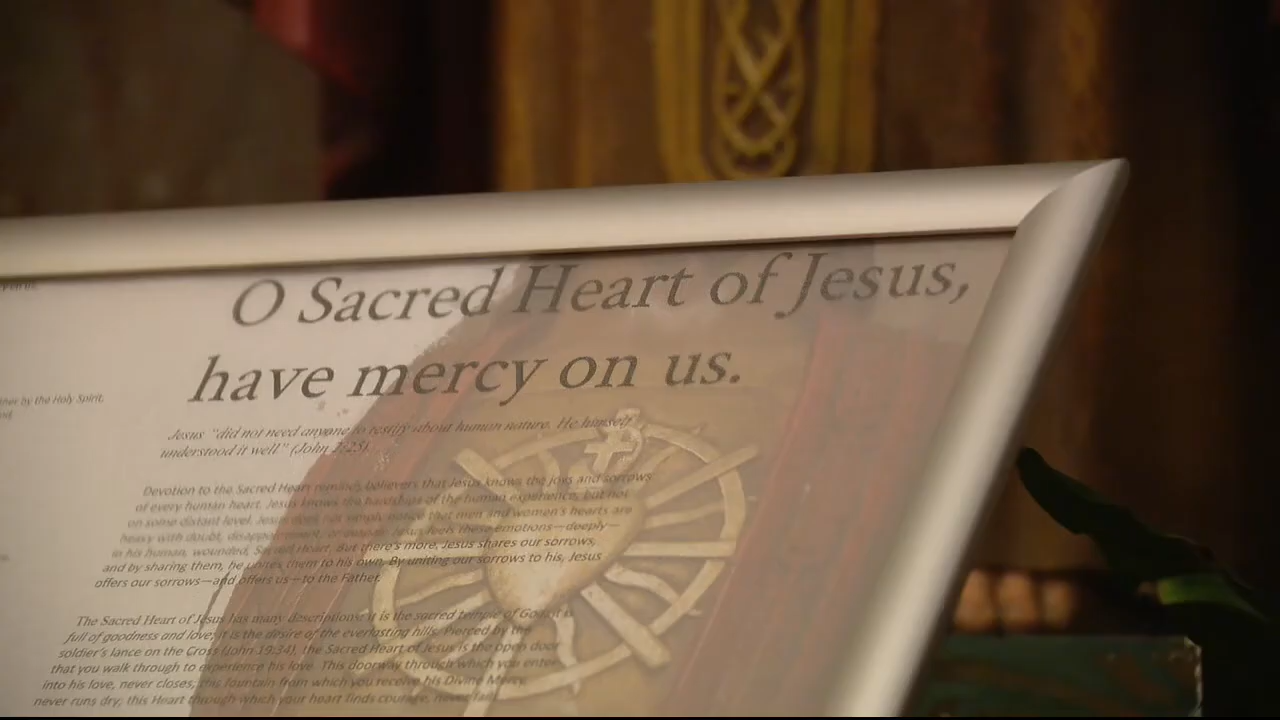 O Sacred Heart of Jesus,
have mercy on us.
Jesus "did not need anyone to testify about human nature. He himself
understood it well." (John 2:25).
Devotion to the Sacred Heart reminds believers that Jesus knows the joys and sorrows
of every human heart. Jesus knows the hardships of the human experience, but not
on some distant level. Jesus does not simply notice that men and women's hearts are
heavy with doubt, disappointment, or despair. Jesus feels these emotions—deeply—
in his human, wounded, Sacred Heart. But there's more. Jesus shares our sorrows,
and by sharing them, he unites them to his own. By uniting our sorrows to his, Jesus
offers our sorrows—and offers us—to the Father.
The Sacred Heart of Jesus has many descriptions: it is the sacred temple of God; it is
full of goodness and love; it is the desire of the everlasting hills. Pierced by the
soldier's lance on the Cross (John 19:34), the Sacred Heart of Jesus is the open door
that you walk through to experience his love. This doorway through which you enter
into his love, never closes; this fountain from which you receive his Divine Mercy,
never runs dry; this Heart through which your heart finds courage, never fails.
by the Holy Spirit,